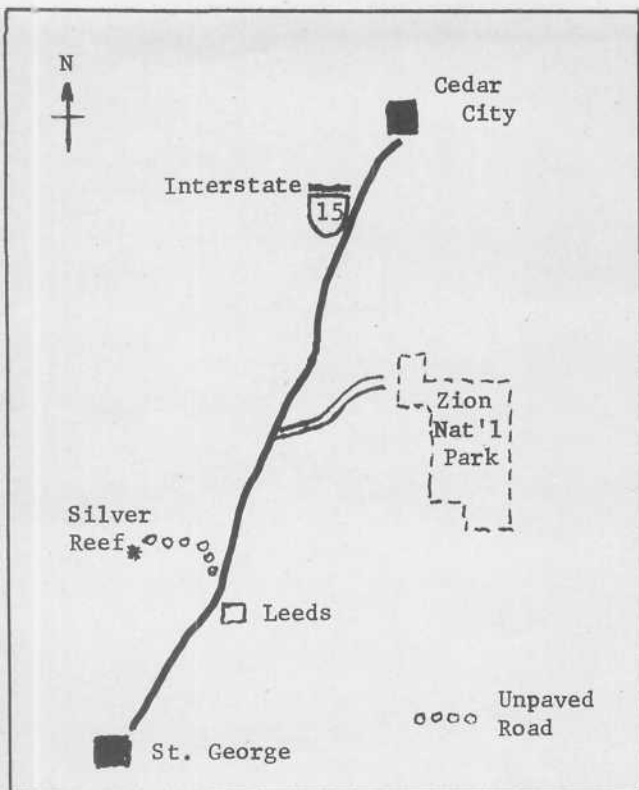 N
Cedar
City
Interstate
15
Zion
Nat'l
Park
Silver
Reef
Leeds
Unpaved
Road
St. George